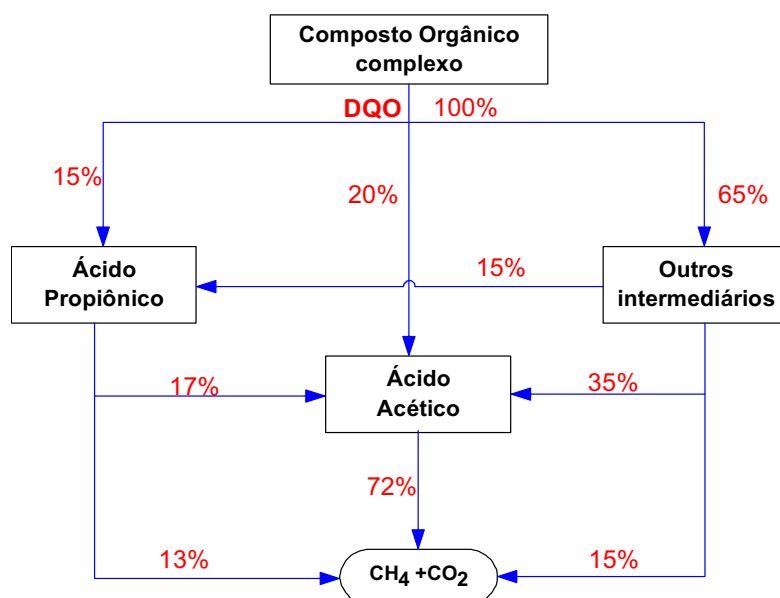 Composto Orgânico
complexo
DQO 100%
15%
20%
65%
Ácido
Propiônico
15%
Outros
intermediários
17%
Ácido
Acético
35%
72%
13%
CH4 +CO2
15%